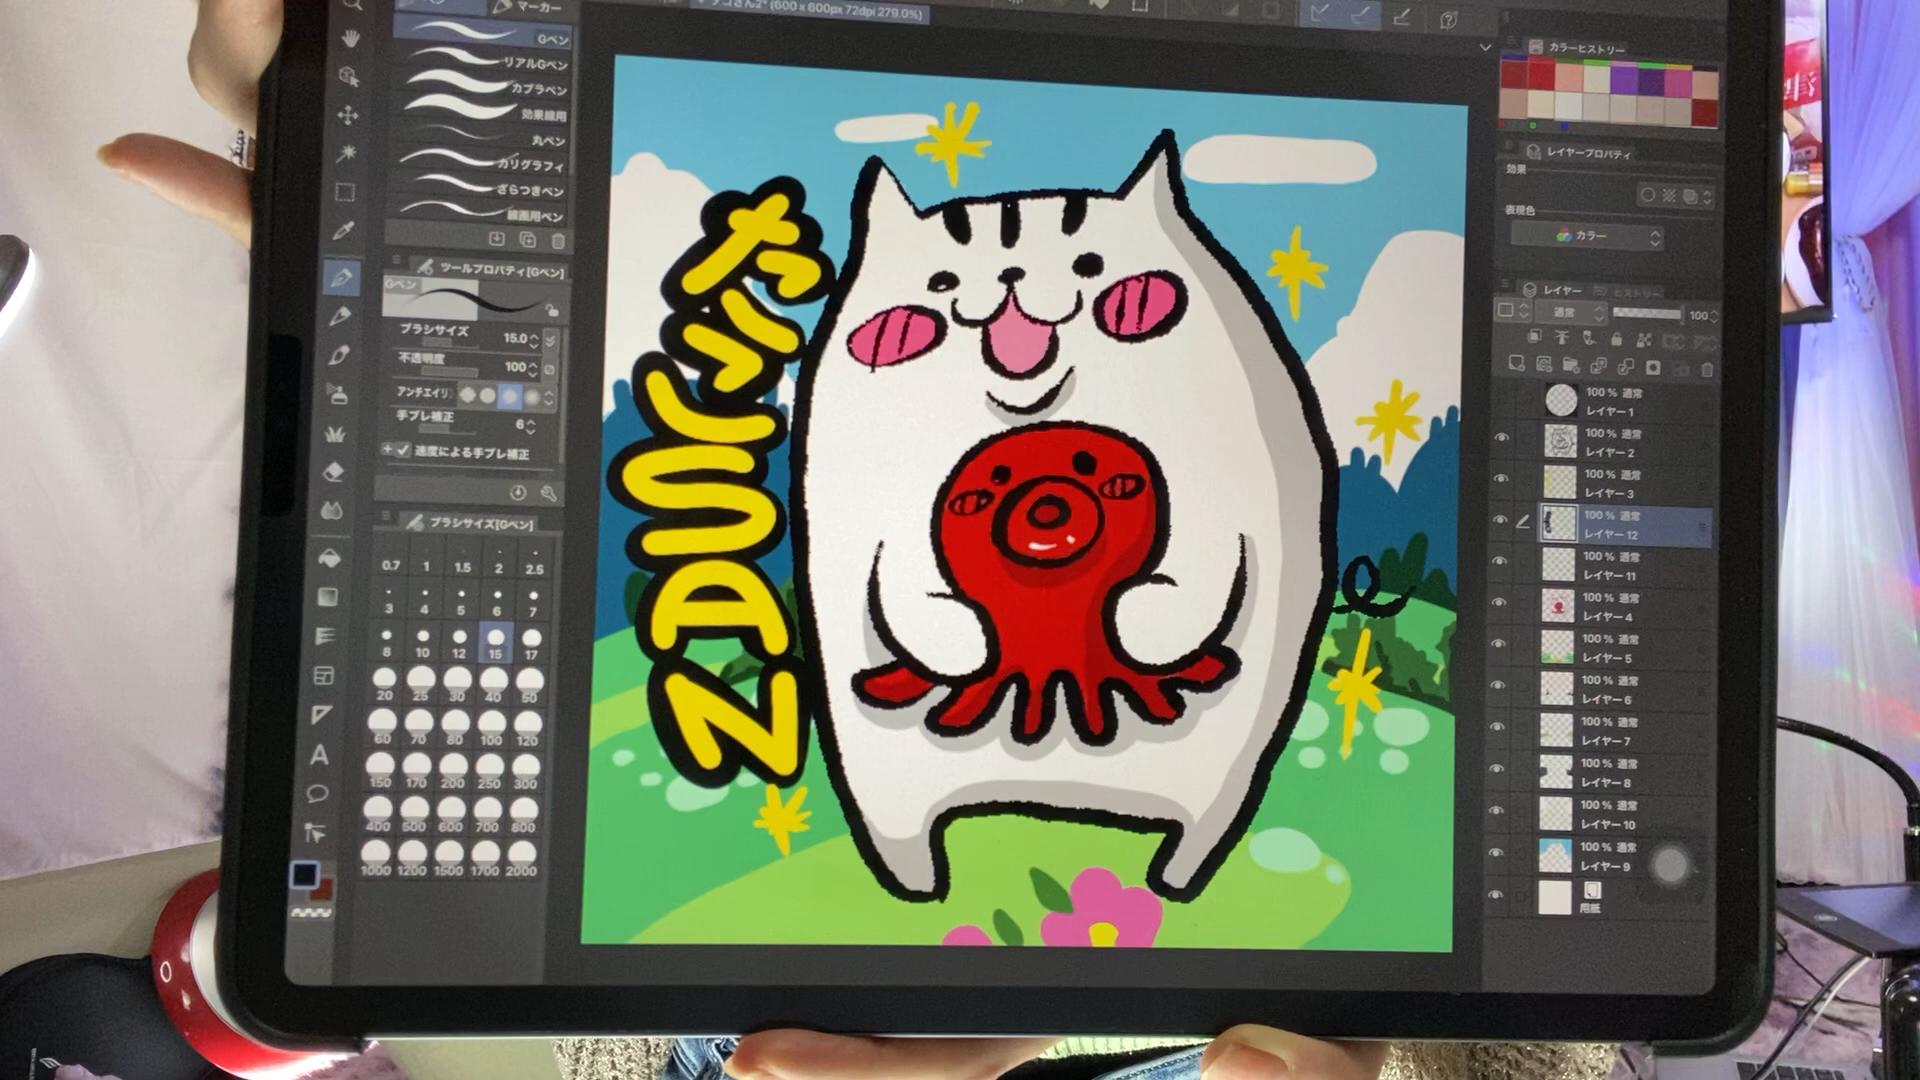 マーカー
Gペン
リアルGペン
カブラペン
効果線用
丸ペン
カリグラフィ
ざらつきペン
線画用ペン
ツールプロパティ[Gペン]
Gペン
ブラシサイズ 15.0
不透明度 100
アンチエイリ
手ブレ補正 6
速度による手ブレ補正
ブラシサイズ[Gペン]
0.7 1 1.5 2 2.5
3 4 5 6 7
8 10 12 15 17
20 25 30 40 50
60 70 80 100 120
150 170 200 250 300
400 500 600 700 800
1000 1200 1500 1700 2000
(600 x 600px 72dpi 279.0%)
カラーヒストリー
レイヤープロパティ
効果
表現色
カラー
レイヤー ヒストリー
通常 100
100 % 通常
レイヤー 1
100 % 通常
レイヤー 2
100 % 通常
レイヤー 3
100 % 通常
レイヤー 12
100 % 通常
レイヤー 11
100 % 通常
レイヤー 4
100 % 通常
レイヤー 5
100 % 通常
レイヤー 6
100 % 通常
レイヤー 7
100 % 通常
レイヤー 8
100 % 通常
レイヤー 10
100 % 通常
レイヤー 9
用紙